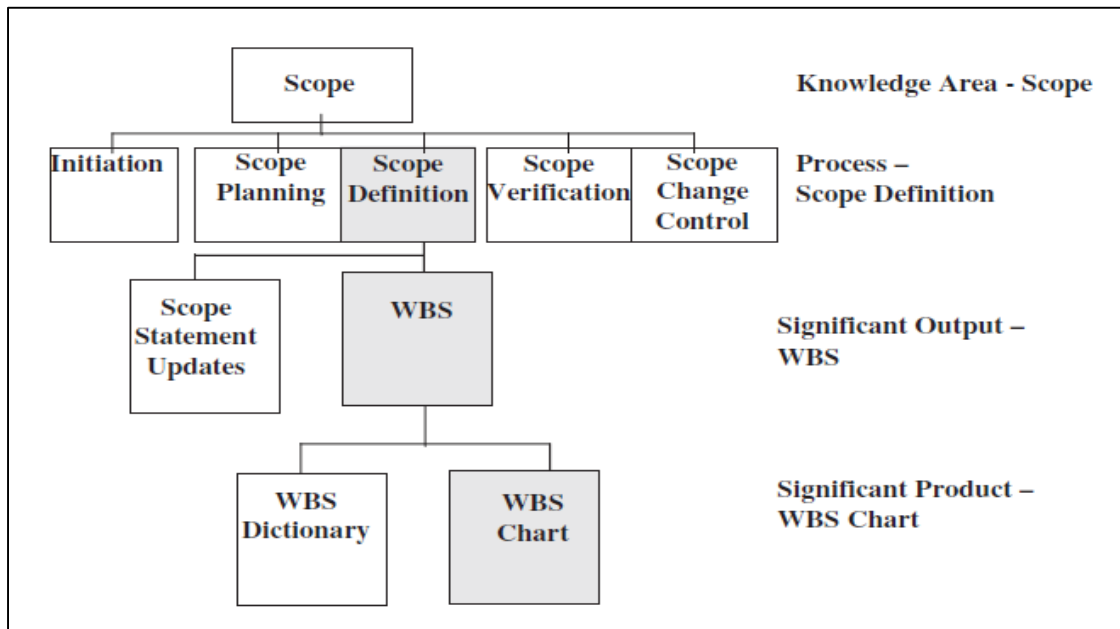 Scope
Knowledge Area - Scope
Initiation
Scope
Planning
Scope
Definition
Scope
Verification
Scope
Change
Control
Process –
Scope Definition
Scope
Statement
Updates
WBS
Significant Output –
WBS
WBS
Dictionary
WBS
Chart
Significant Product –
WBS Chart